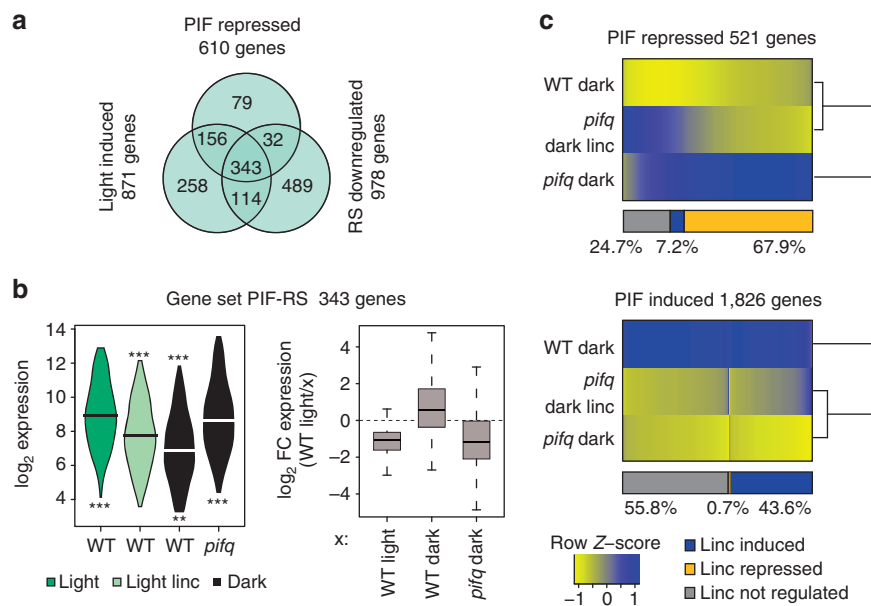 a
PIF repressed
610 genes
Light induced
871 genes
RS downregulated
978 genes
79
156
32
343
258
114
489
b
Gene set PIF-RS 343 genes
log2 expression
14
12
10
8
6
4
***
***
***
***
**
***
WT
WT
WT
pifq
Light
Light linc
Dark
log2 FC expression
(WT light/x)
4
2
0
−2
−4
x:
WT light
WT dark
pifq dark
c
PIF repressed 521 genes
WT dark
pifq
dark linc
pifq dark
24.7%
7.2%
67.9%
PIF induced 1,826 genes
WT dark
pifq
dark linc
pifq dark
55.8%
0.7%
43.6%
Row Z−score
−1
0
1
Linc induced
Linc repressed
Linc not regulated